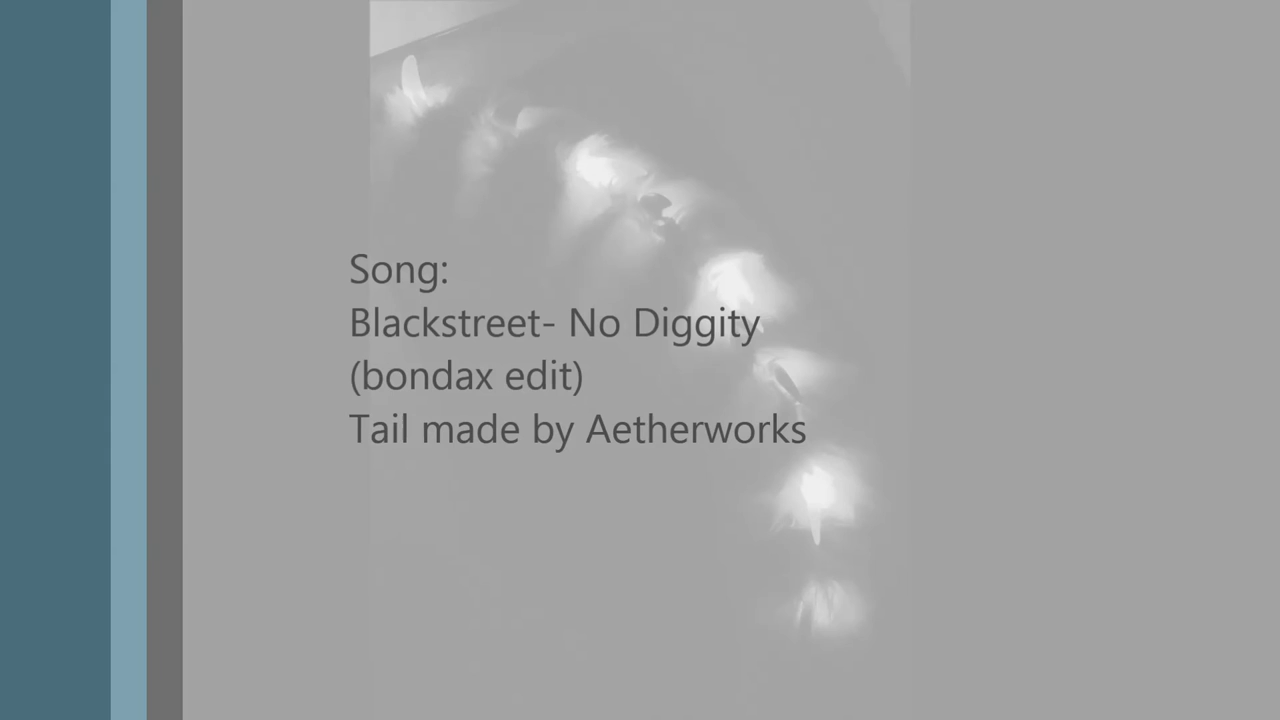 Song:
Blackstreet- No Diggity
(bondax edit)
Tail made by Aetherworks